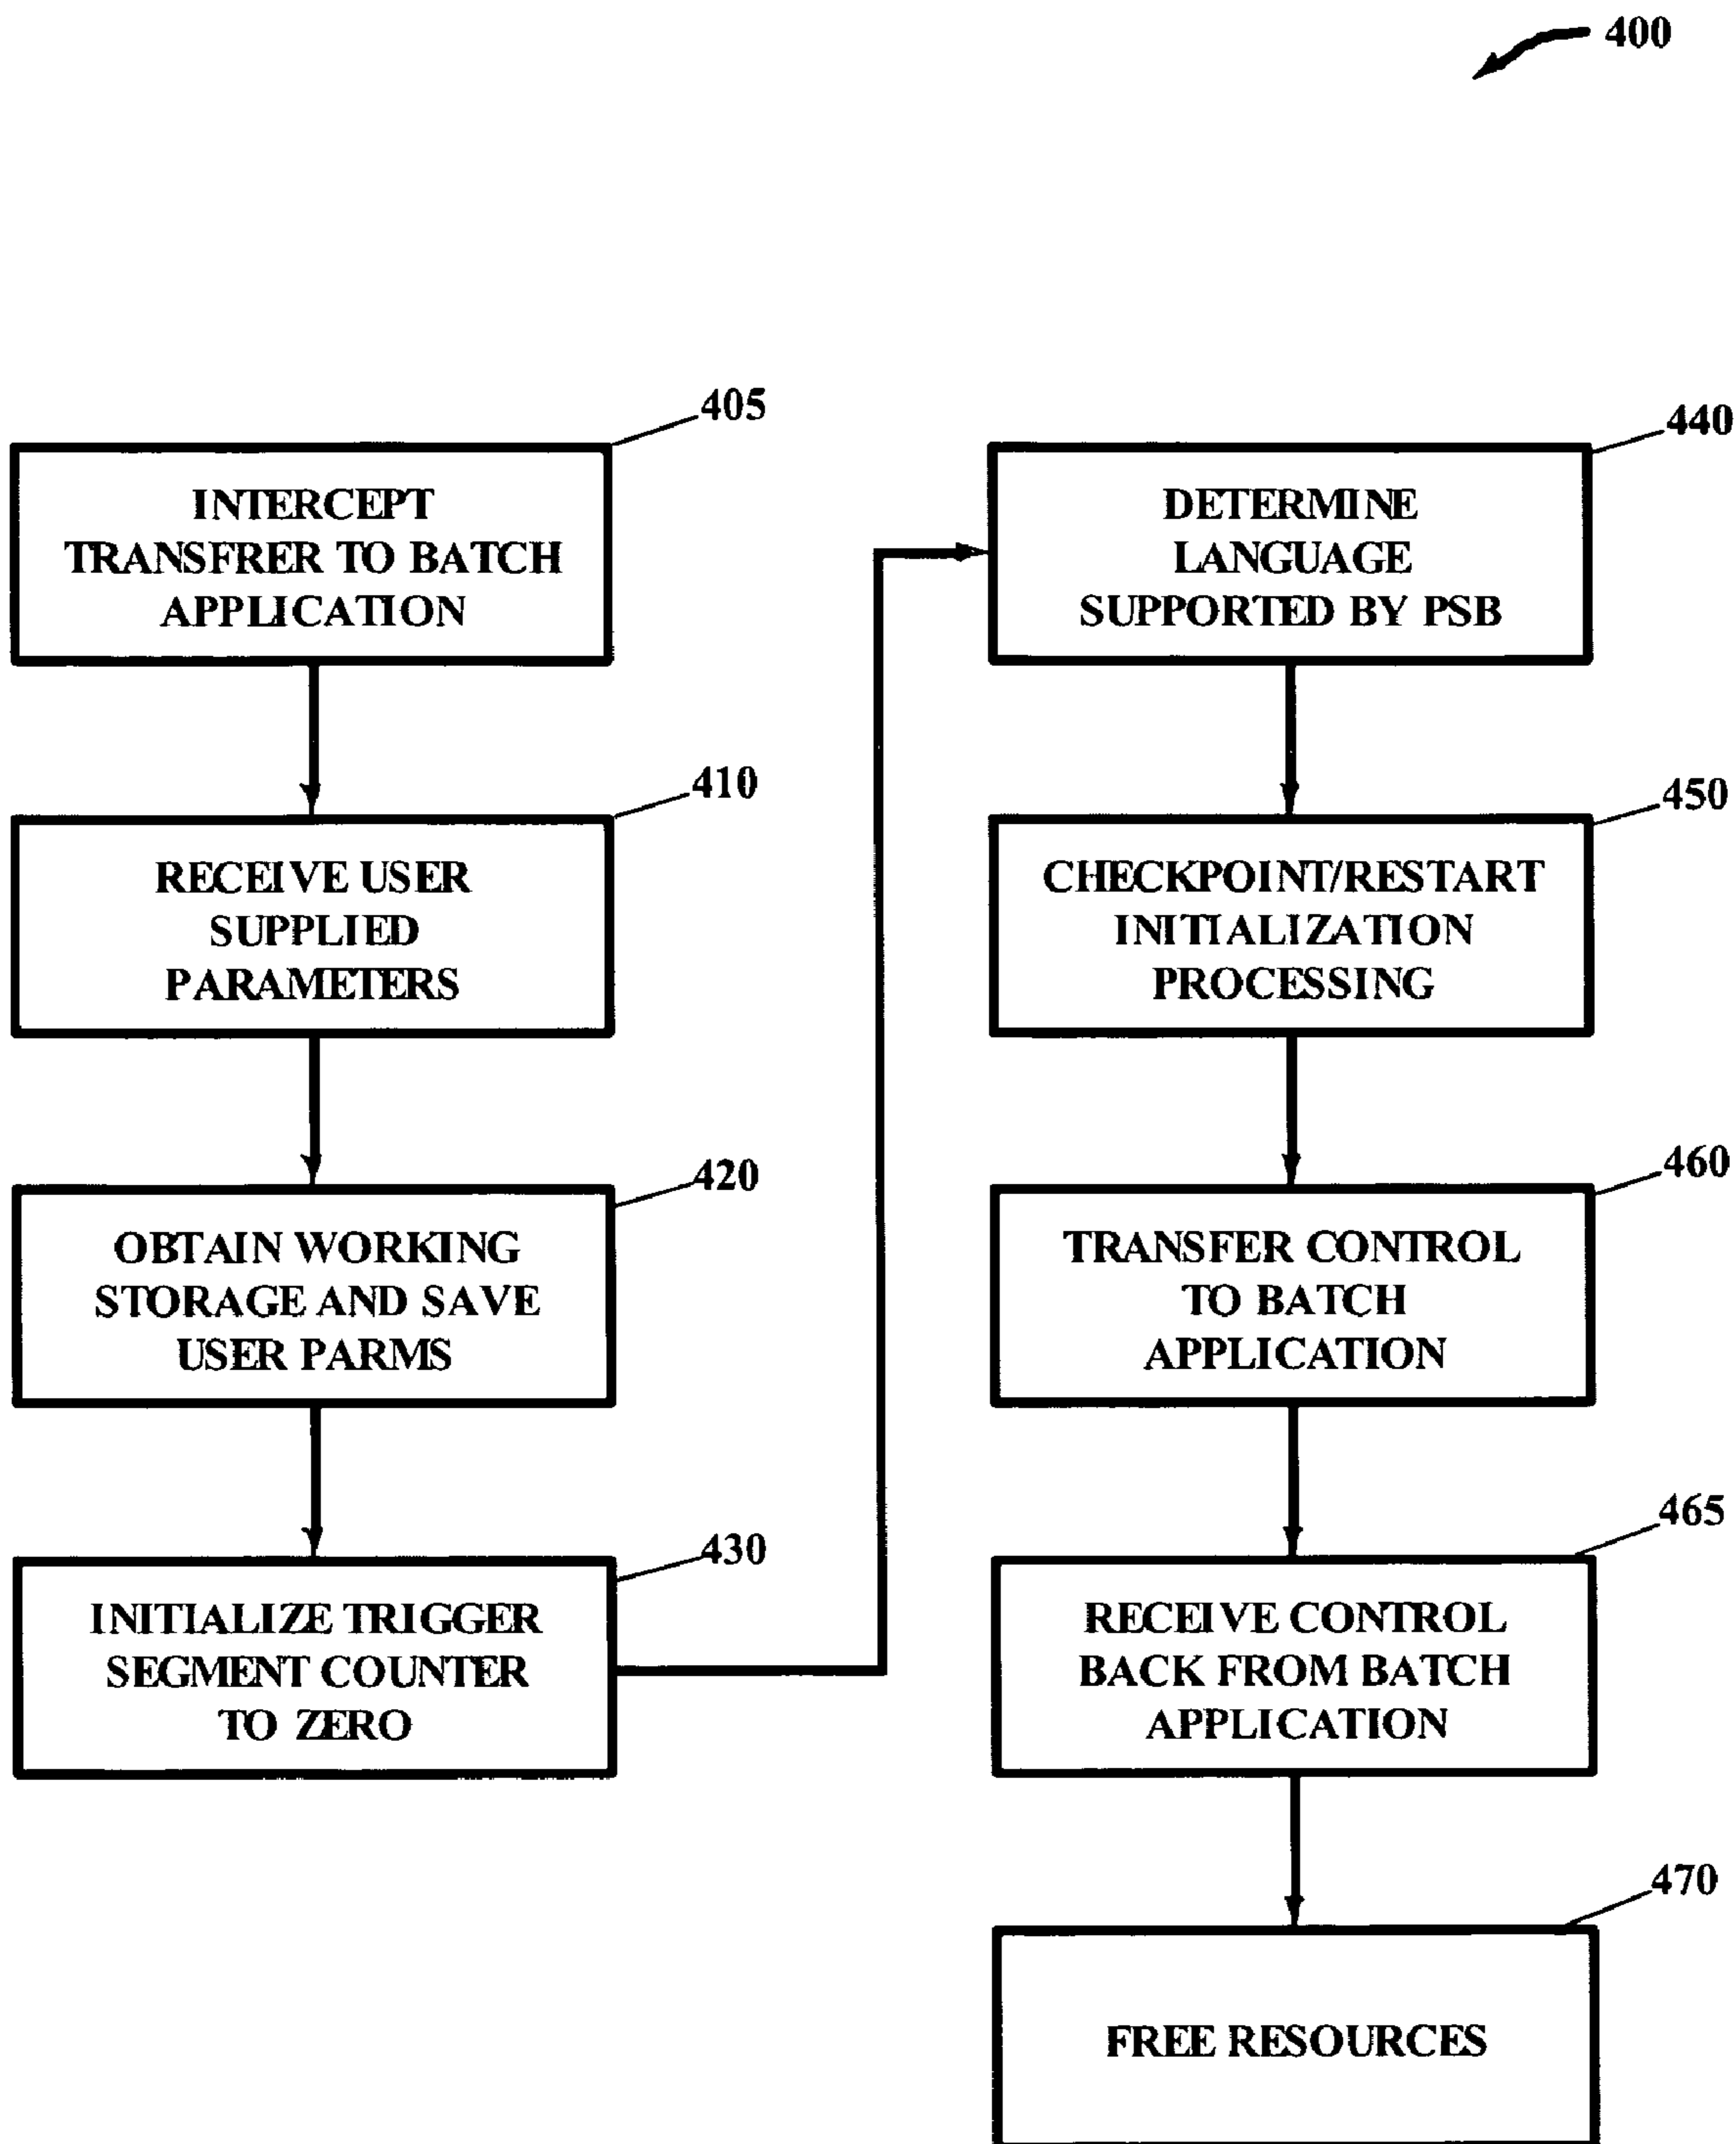 400
405
INTERCEPT
TRANSFRER TO BATCH
APPLICATION
410
RECEIVE USER
SUPPLIED
PARAMETERS
420
OBTAIN WORKING
STORAGE AND SAVE
USER PARMS
430
INITIALIZE TRIGGER
SEGMENT COUNTER
TO ZERO
440
DETERMINE
LANGUAGE
SUPPORTED BY PSB
450
CHECKPOINT/RESTART
INITIALIZATION
PROCESSING
460
TRANSFER CONTROL
TO BATCH
APPLICATION
465
RECEIVE CONTROL
BACK FROM BATCH
APPLICATION
470
FREE RESOURCES